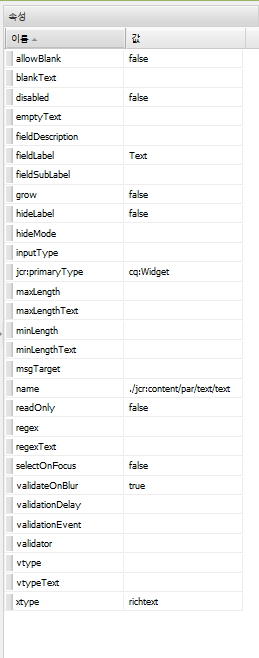 속성
이름 값
allowBlank false
blankText
disabled false
emptyText
fieldDescription
fieldLabel Text
fieldSubLabel
grow false
hideLabel false
hideMode
inputType
jcr:primaryType cq:Widget
maxLength
maxLengthText
minLength
minLengthText
msgTarget
name ./jcr:content/par/text/text
readOnly false
regex
regexText
selectOnFocus false
validateOnBlur true
validationDelay
validationEvent
validator
vtype
vtypeText
xtype richtext